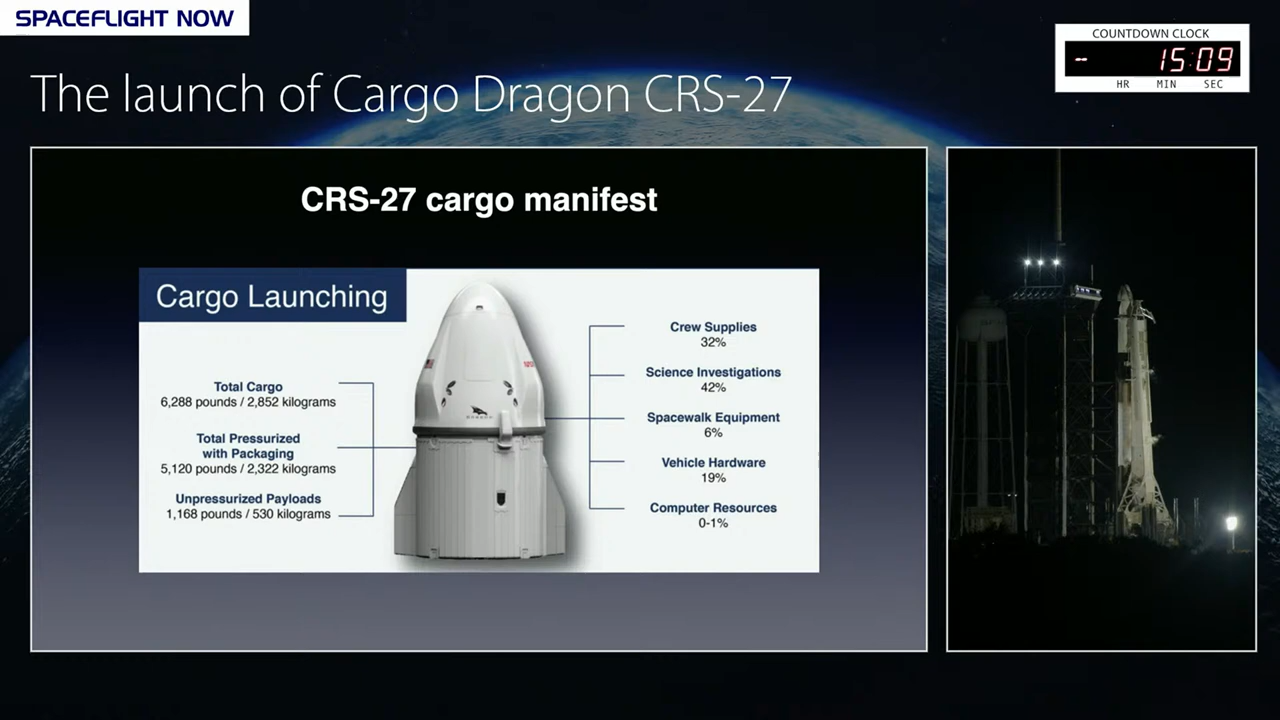 SPACEFLIGHT NOW
COUNTDOWN CLOCK
-- 15:09
HR MIN SEC
The launch of Cargo Dragon CRS-27
CRS-27 cargo manifest
Cargo Launching
Total Cargo
6,288 pounds / 2,852 kilograms
Total Pressurized
with Packaging
5,120 pounds / 2,322 kilograms
Unpressurized Payloads
1,168 pounds / 530 kilograms
Crew Supplies
32%
Science Investigations
42%
Spacewalk Equipment
6%
Vehicle Hardware
19%
Computer Resources
0-1%